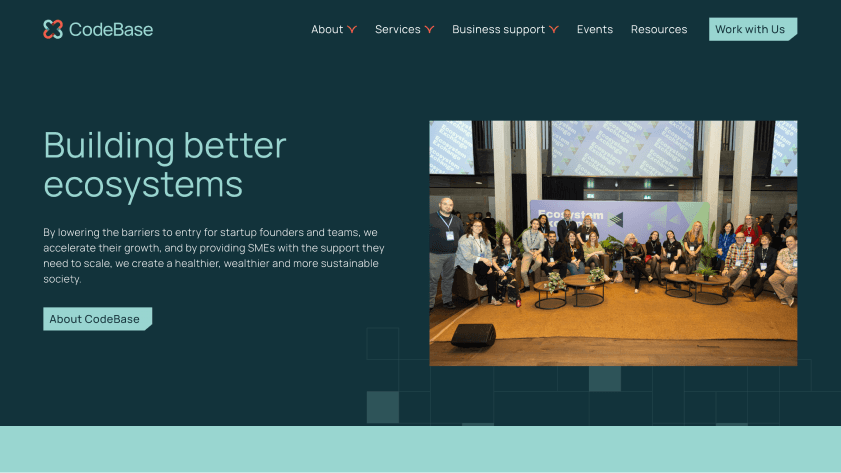 CodeBase
About
Services
Business support
Events
Resources
Work with Us
Building better
ecosystems
By lowering the barriers to entry for startup founders and teams, we
accelerate their growth, and by providing SMEs with the support they
need to scale, we create a healthier, wealthier and more sustainable
society.
About CodeBase
Ecosystem